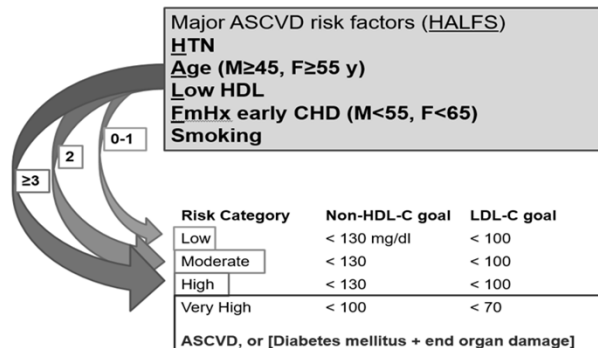 Major ASCVD risk factors (HALFS)
HTN
Age (M≥45, F≥55 y)
Low HDL
FmHx early CHD (M<55, F<65)
Smoking
0-1
2
≥3
Risk Category Non-HDL-C goal LDL-C goal
Low < 130 mg/dl < 100
Moderate < 130 < 100
High < 130 < 100
Very High < 100 < 70
ASCVD, or [Diabetes mellitus + end organ damage]